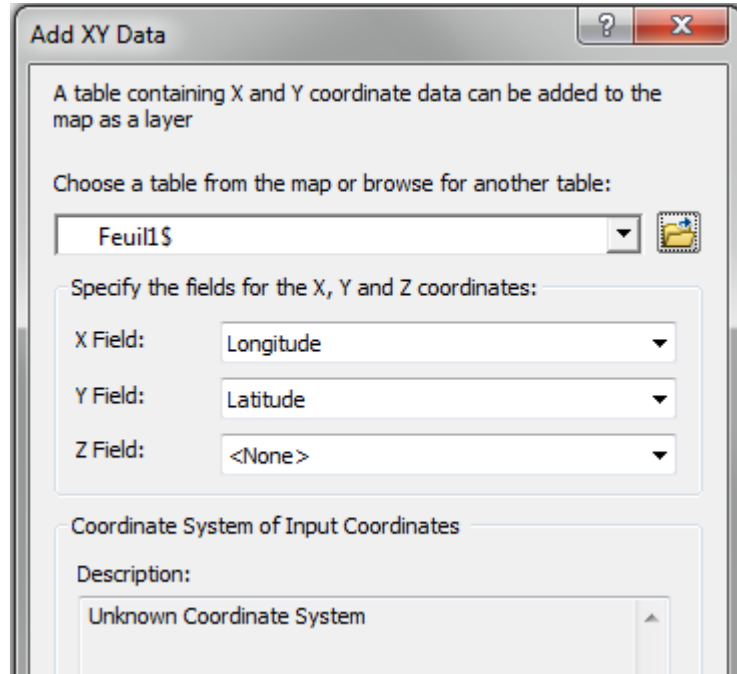 Add XY Data
?
A table containing X and Y coordinate data can be added to the
map as a layer
Choose a table from the map or browse for another table:
Feuil1$
Specify the fields for the X, Y and Z coordinates:
X Field: Longitude
Y Field: Latitude
Z Field: <None>
Coordinate System of Input Coordinates
Description:
Unknown Coordinate System